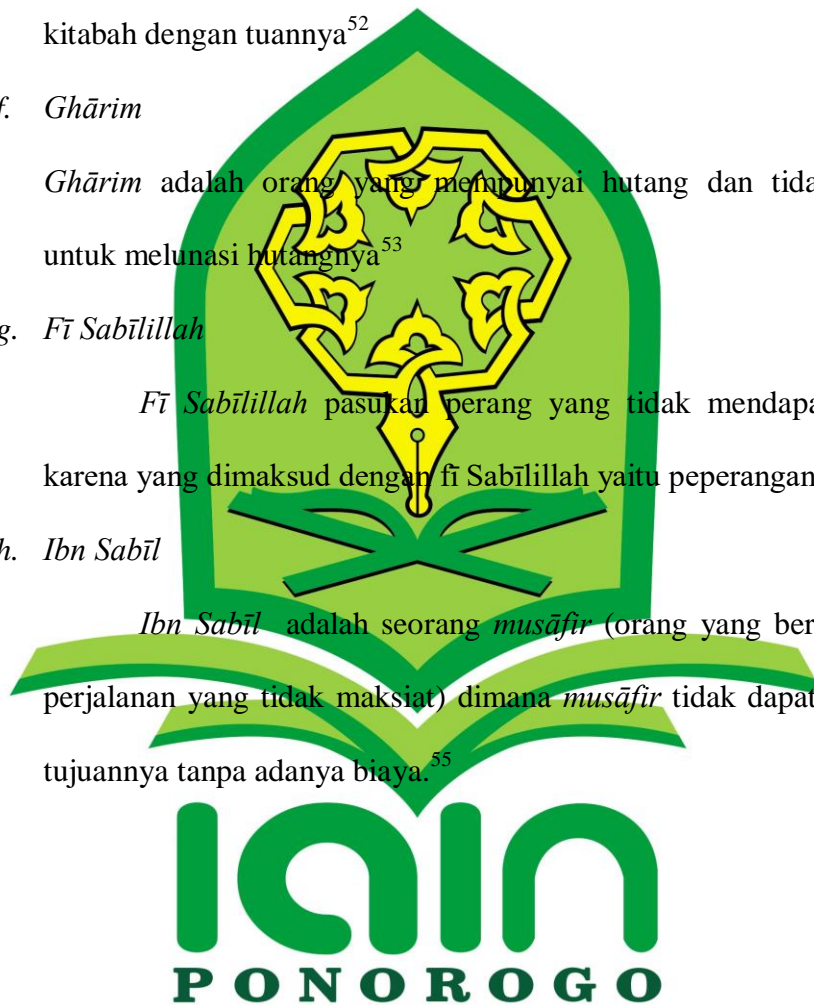 kitabah dengan tuannya52
f. Ghārim
Ghārim adalah orang yang mempunyai hutang dan tida
untuk melunasi hutangnya53
g. Fī Sabīlillah
Fī Sabīlillah pasukan perang yang tidak mendapa
karena yang dimaksud dengan fī Sabīlillah yaitu peperangan
h. Ibn Sabīl
Ibn Sabīl adalah seorang musāfir (orang yang ber
perjalanan yang tidak maksiat) dimana musāfir tidak dapat
tujuannya tanpa adanya biaya.55
IAIN
PONOROGO